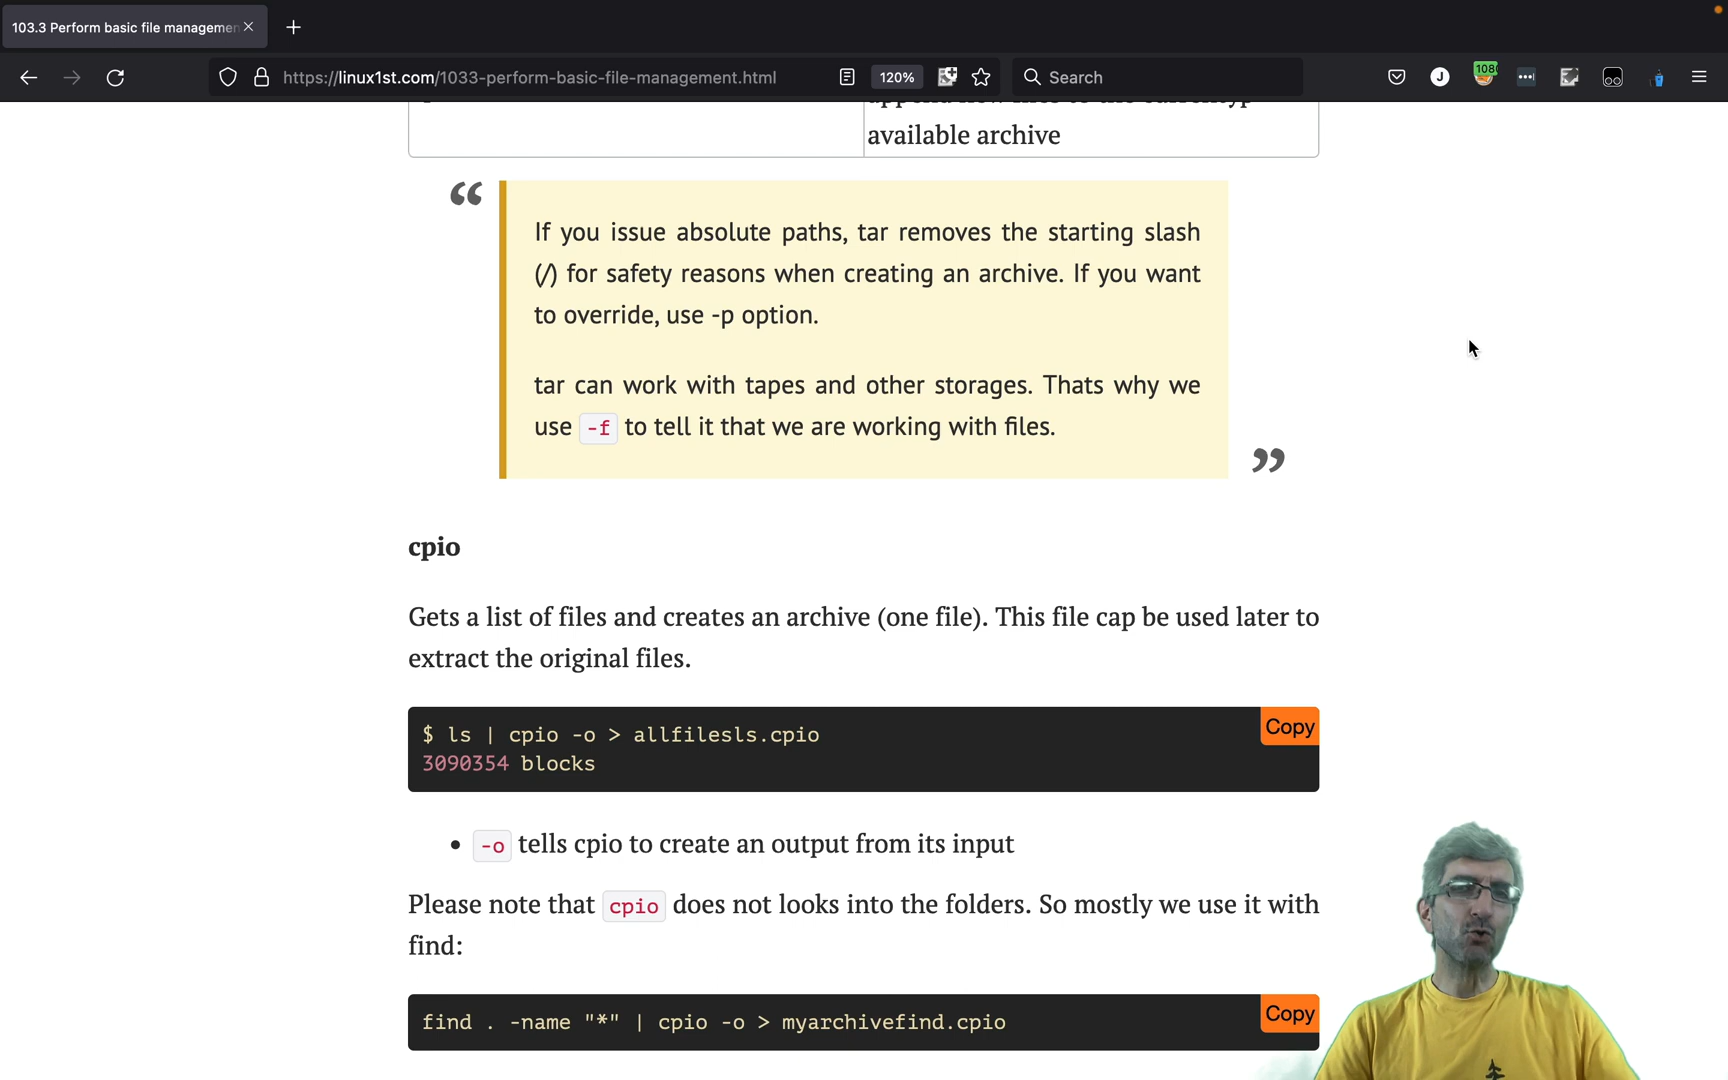 103.3 Perform basic file managemen
https://linux1st.com/1033-perform-basic-file-management.html
120%
Search
J
108
available archive
“
If you issue absolute paths, tar removes the starting slash
(/) for safety reasons when creating an archive. If you want
to override, use -p option.
tar can work with tapes and other storages. Thats why we
use -f to tell it that we are working with files.
”
cpio
Gets a list of files and creates an archive (one file). This file cap be used later to
extract the original files.
Copy
$ ls | cpio -o > allfilesls.cpio
3090354 blocks
• -o tells cpio to create an output from its input
Please note that cpio does not looks into the folders. So mostly we use it with
find:
Copy
find . -name "*" | cpio -o > myarchivefind.cpio